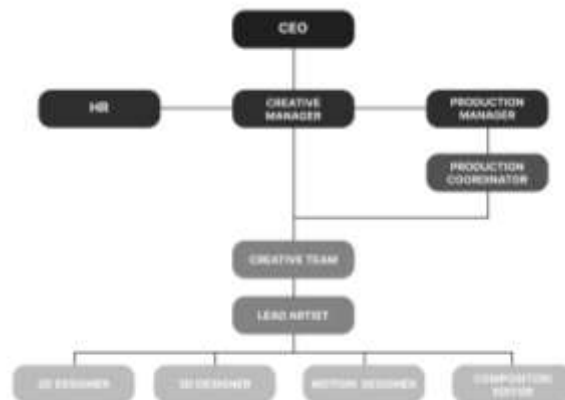 CEO
HR
CREATIVE
MANAGER
PRODUCTION
MANAGER
PRODUCTION
COORDINATOR
CREATIVE TEAM
LEAD ARTIST
2D DESIGNER
3D DESIGNER
MOTION DESIGNER
EDITOR